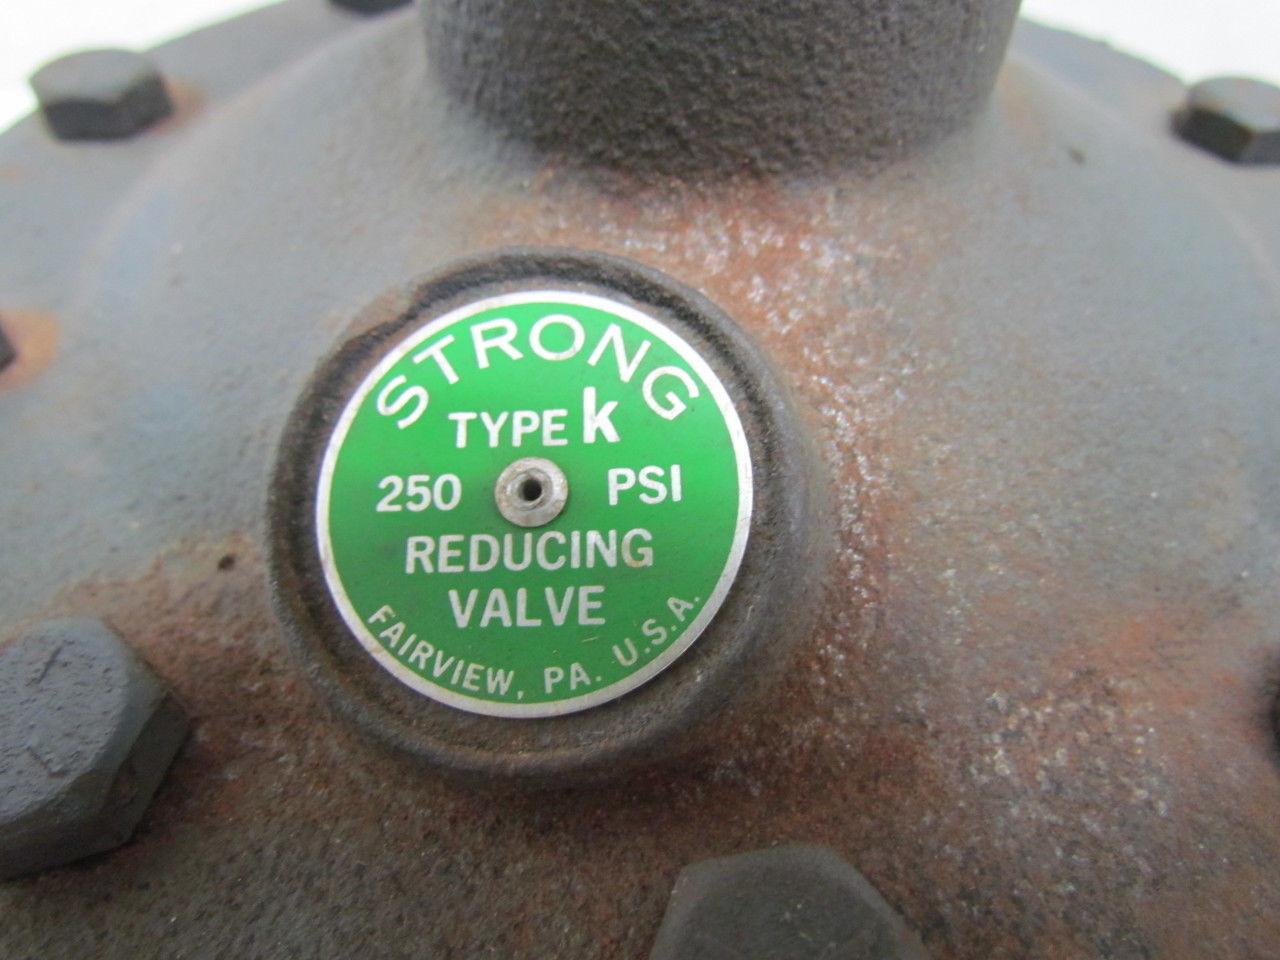 STRONG
TYPE k
250 PSI
REDUCING
VALVE
FAIRVIEW, PA. U.S.A.